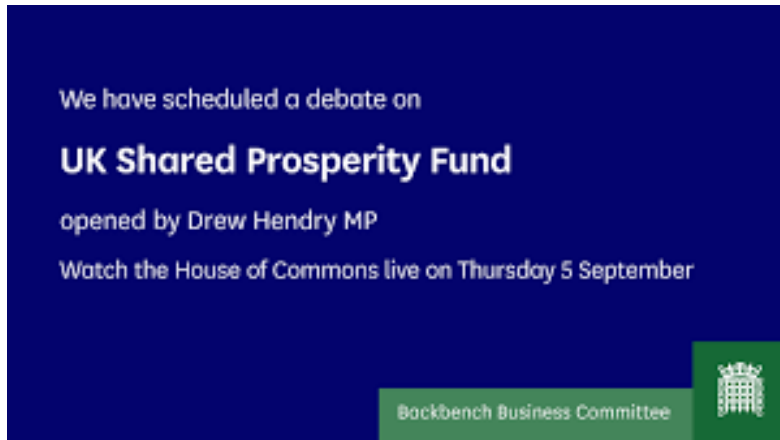 We have scheduled a debate on
UK Shared Prosperity Fund
opened by Drew Hendry MP
Watch the House of Commons live on Thursday 5 September
Backbench Business Committee